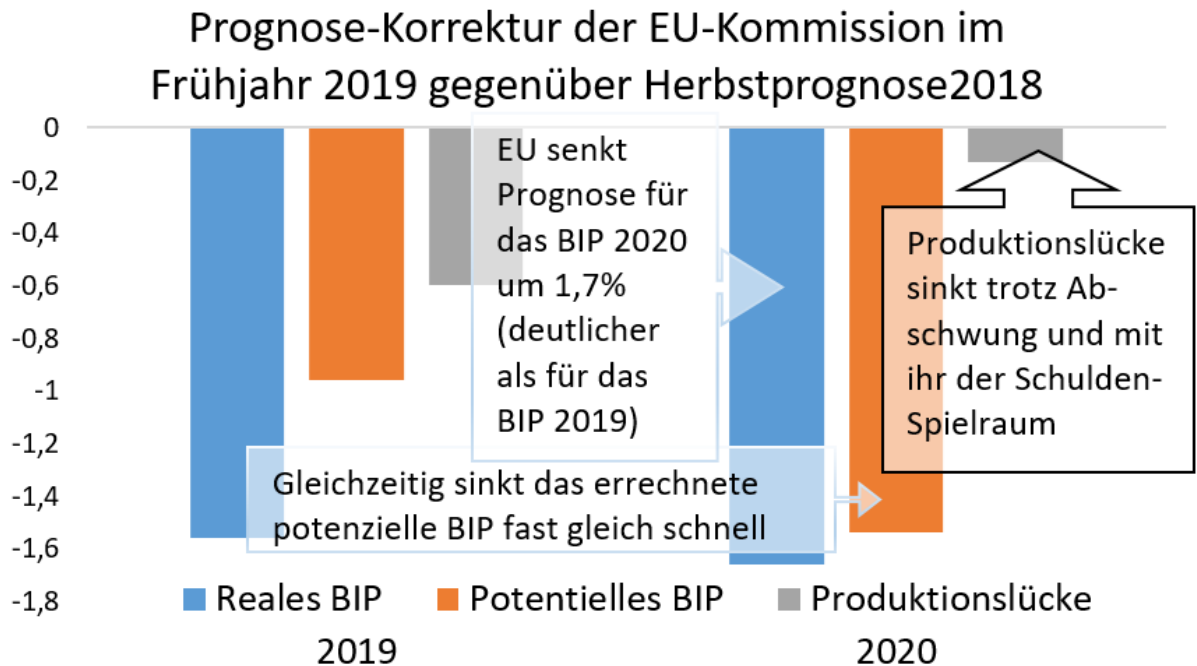 Prognose-Korrektur der EU-Kommission im
Frühjahr 2019 gegenüber Herbstprognose2018
0
-0,2
-0,4
-0,6
-0,8
-1
-1,2
-1,4
-1,6
-1,8
EU senkt
Prognose für
das BIP 2020
um 1,7%
(deutlicher
als für das
BIP 2019)
Produktionslücke
sinkt trotz Ab-
schwung und mit
ihr der Schulden-
Spielraum
Gleichzeitig sinkt das errechnete
potenzielle BIP fast gleich schnell
Reales BIP Potentielles BIP Produktionslücke
2019 2020